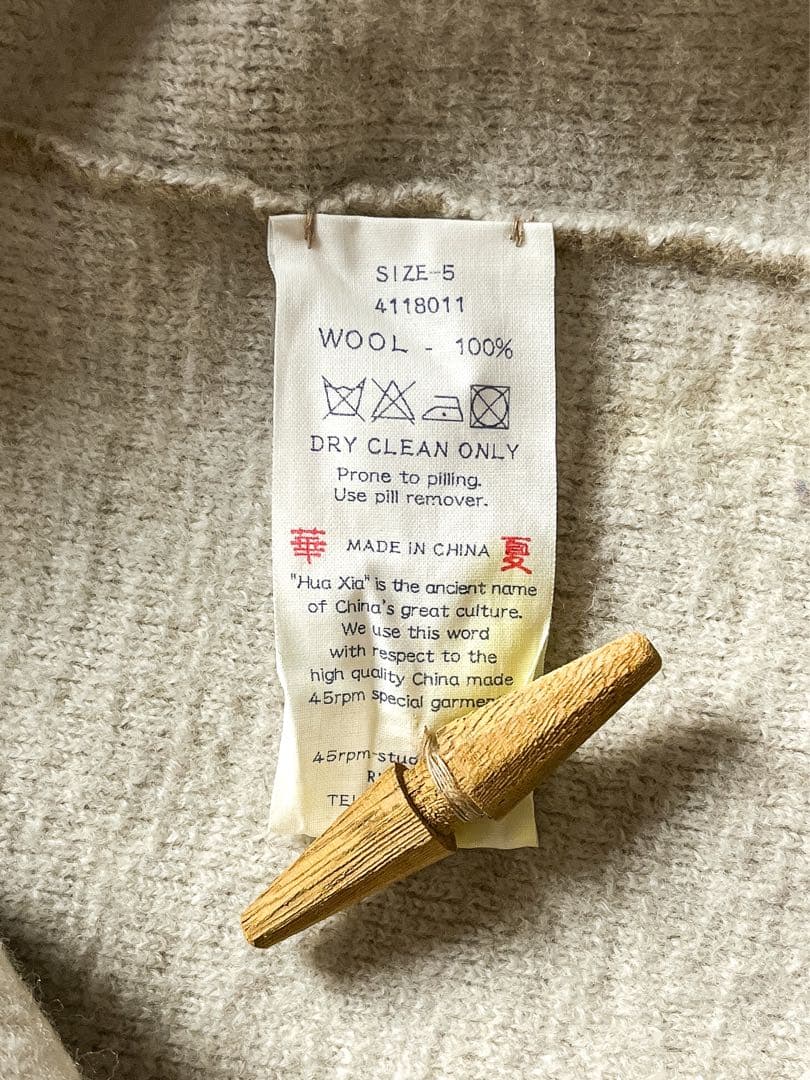 SIZE-5
4118011
WOOL - 100%
DRY CLEAN ONLY
Prone to pilling.
Use pill remover.
華 MADE IN CHINA 夏
"Hua Xia" is the ancient name
of China's great culture.
We use this word
with respect to the
high quality China made
45rpm special
45rpm
TEL